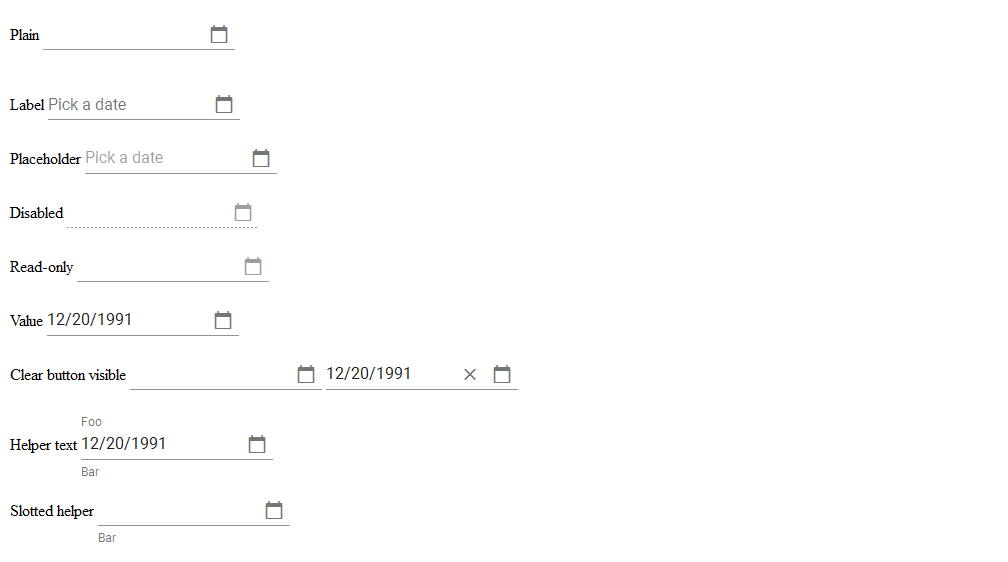 Plain
Label Pick a date
Placeholder Pick a date
Disabled
Read-only
Value 12/20/1991
Clear button visible 12/20/1991
Foo
Helper text 12/20/1991
Bar
Slotted helper
Bar